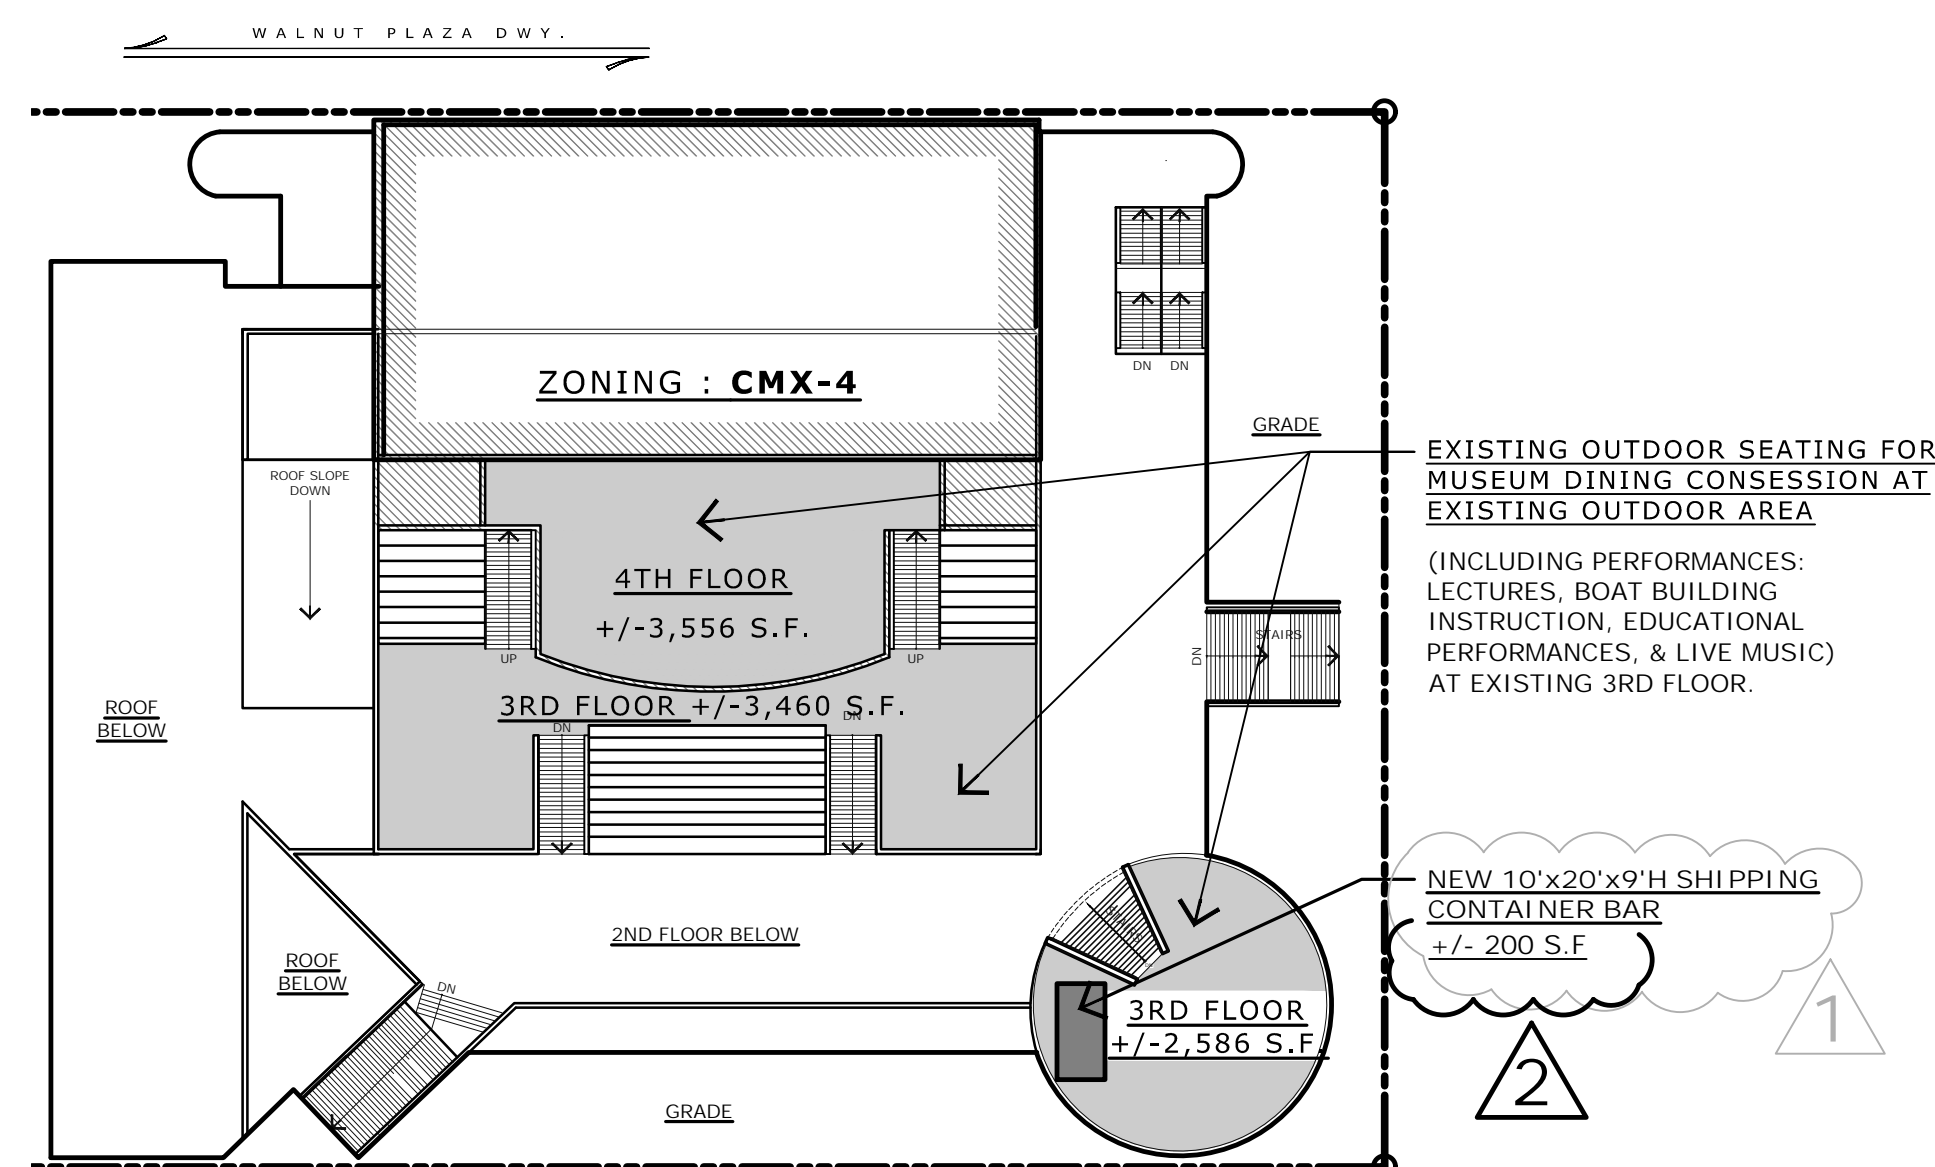 WALNUT PLAZA DWY.
ZONING : CMX-4
GRADE
DN DN
ROOF SLOPE
DOWN
EXISTING OUTDOOR SEATING FOR
MUSEUM DINING CONSESSION AT
EXISTING OUTDOOR AREA
(INCLUDING PERFORMANCES:
LECTURES, BOAT BUILDING
INSTRUCTION, EDUCATIONAL
PERFORMANCES, & LIVE MUSIC)
AT EXISTING 3RD FLOOR.
4TH FLOOR
+/-3,556 S.F.
UP
UP
STAIRS
DN
3RD FLOOR +/-3,460 S.F.
DN
DN
ROOF
BELOW
NEW 10'x20'x9'H SHIPPING
CONTAINER BAR
+/- 200 S.F
2ND FLOOR BELOW
STAIRS
ROOF
BELOW
DN
3RD FLOOR
+/-2,586 S.F.
1
2
GRADE